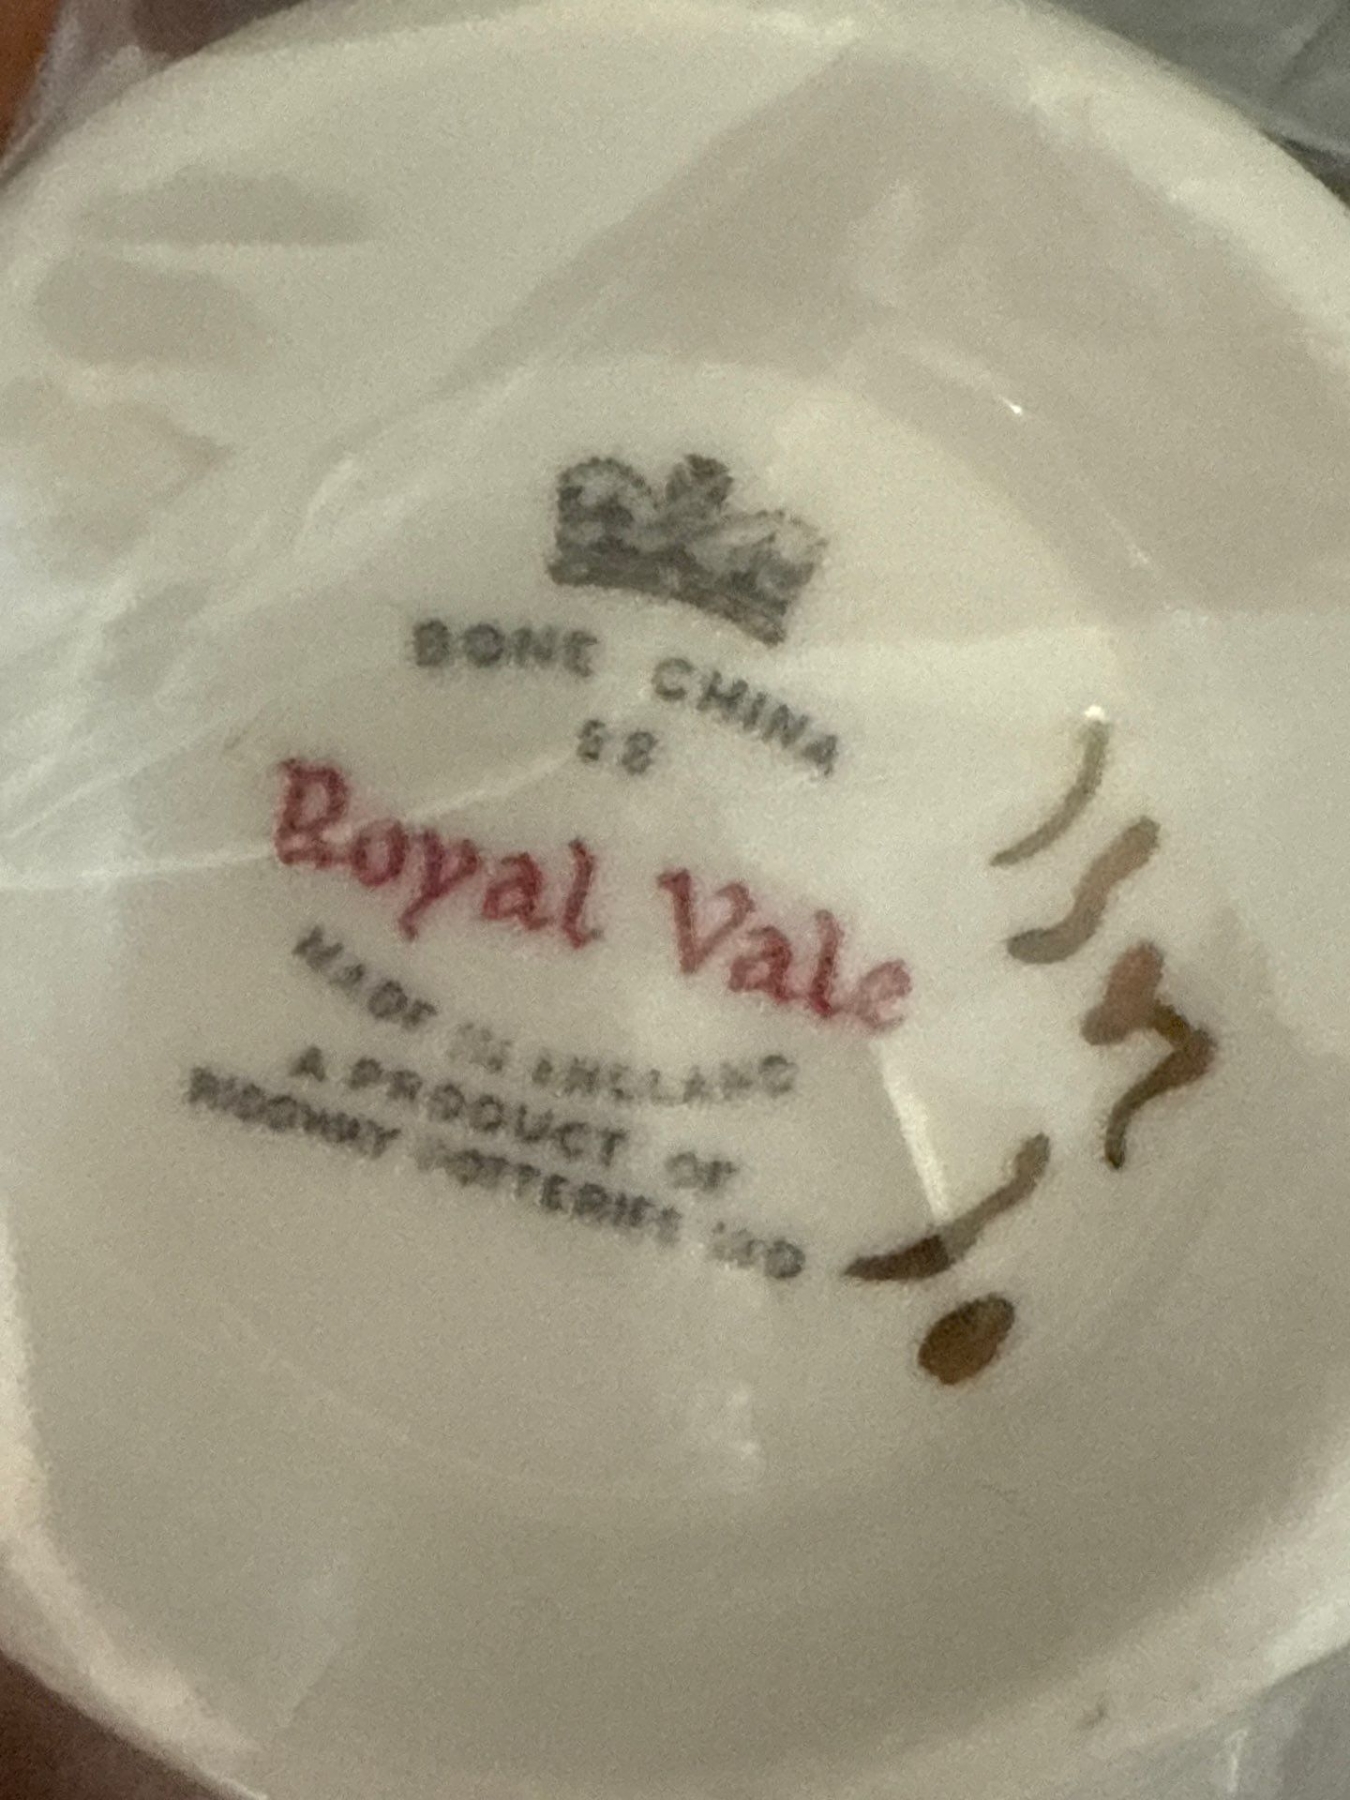 BONE CHINA
58
Royal Vale
MADE IN ENGLAND
A PRODUCT OF
RIDGWAY POTTERIES LTD